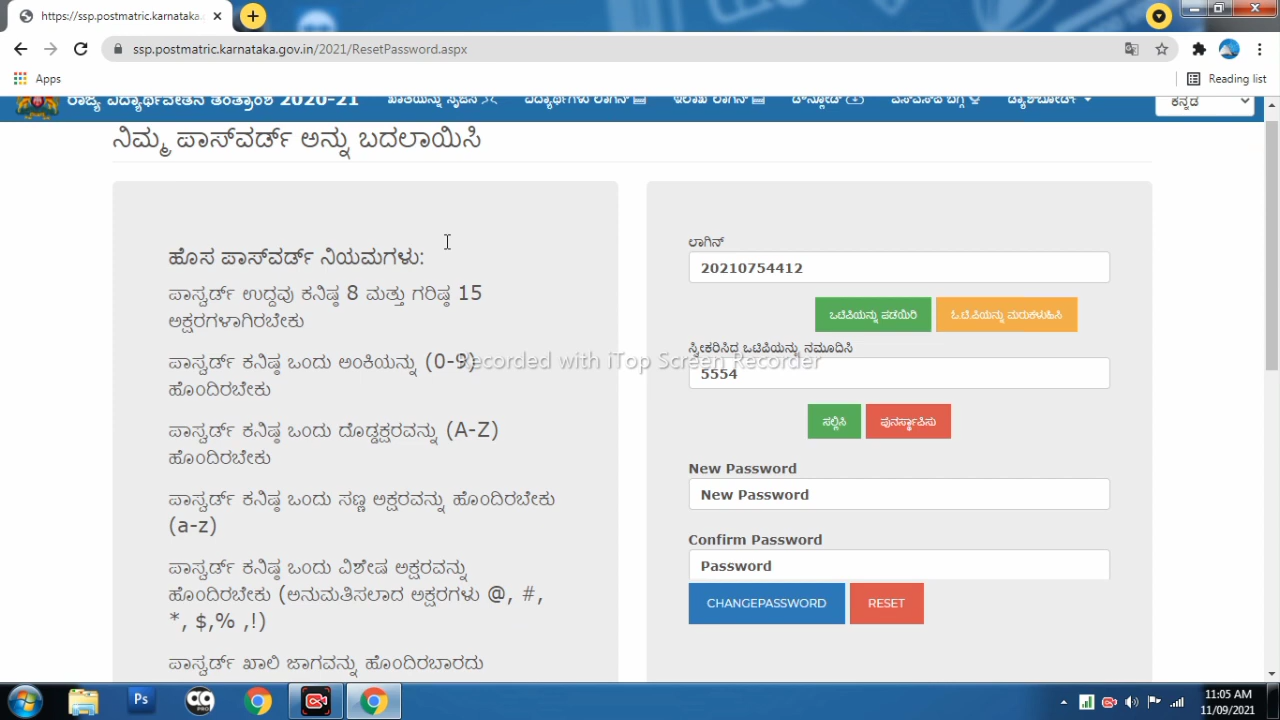 https://ssp.postmatric.karnataka.
ssp.postmatric.karnataka.gov.in/2021/ResetPassword.aspx
Apps
Reading list
ರಾಜ್ಯ ವಿದ್ಯಾರ್ಥಿವೇತನ ತಂತ್ರಾಂಶ 2020-21
ಖಾತೆಯನ್ನು ಸೃಜಿಸಿ
ವಿದ್ಯಾರ್ಥಿಗಳ ಲಾಗಿನ್
ಇಲಾಖೆ ಲಾಗಿನ್
ಡೌನ್ಲೋಡ್
ಡ್ಯಾಶ್‌ಬೋರ್ಡ್
ಕನ್ನಡ
ನಿಮ್ಮ ಪಾಸ್‌ವರ್ಡ್ ಅನ್ನು ಬದಲಾಯಿಸಿ
ಹೊಸ ಪಾಸ್‌ವರ್ಡ್ ನಿಯಮಗಳು:
ಪಾಸ್ವರ್ಡ್ ಉದ್ದವು ಕನಿಷ್ಠ 8 ಮತ್ತು ಗರಿಷ್ಠ 15
ಅಕ್ಷರಗಳಾಗಿರಬೇಕು
ಪಾಸ್ವರ್ಡ್ ಕನಿಷ್ಠ ಒಂದು ಅಂಕಿಯನ್ನು (0-9)
ಹೊಂದಿರಬೇಕು
ಪಾಸ್ವರ್ಡ್ ಕನಿಷ್ಠ ಒಂದು ದೊಡ್ಡಕ್ಷರವನ್ನು (A-Z)
ಹೊಂದಿರಬೇಕು
ಪಾಸ್ವರ್ಡ್ ಕನಿಷ್ಠ ಒಂದು ಸಣ್ಣ ಅಕ್ಷರವನ್ನು ಹೊಂದಿರಬೇಕು
(a-z)
ಪಾಸ್ವರ್ಡ್ ಕನಿಷ್ಠ ಒಂದು ವಿಶೇಷ ಅಕ್ಷರವನ್ನು
ಹೊಂದಿರಬೇಕು (ಅನುಮತಿಸಲಾದ ಅಕ್ಷರಗಳು @, #,
*, $,% ,!)
ಪಾಸ್ವರ್ಡ್ ಖಾಲಿ ಜಾಗವನ್ನು ಹೊಂದಿರಬಾರದು
ಲಾಗಿನ್
20210754412
ಒಟಿಪಿಯನ್ನು ಪಡೆಯಿರಿ
ಓ.ಟಿ.ಪಿಯನ್ನು ಮರುಕಳುಹಿಸಿ
ಸ್ವೀಕರಿಸಿದ ಒಟಿಪಿಯನ್ನು ನಮೂದಿಸಿ
5554
ಸಲ್ಲಿಸಿ
ಪುನರ್ಸ್ಥಾಪಿಸು
New Password
New Password
Confirm Password
Password
CHANGEPASSWORD
RESET
Recorded with iTop Screen Recorder
Ps
PRO
11:05 AM
11/09/2021